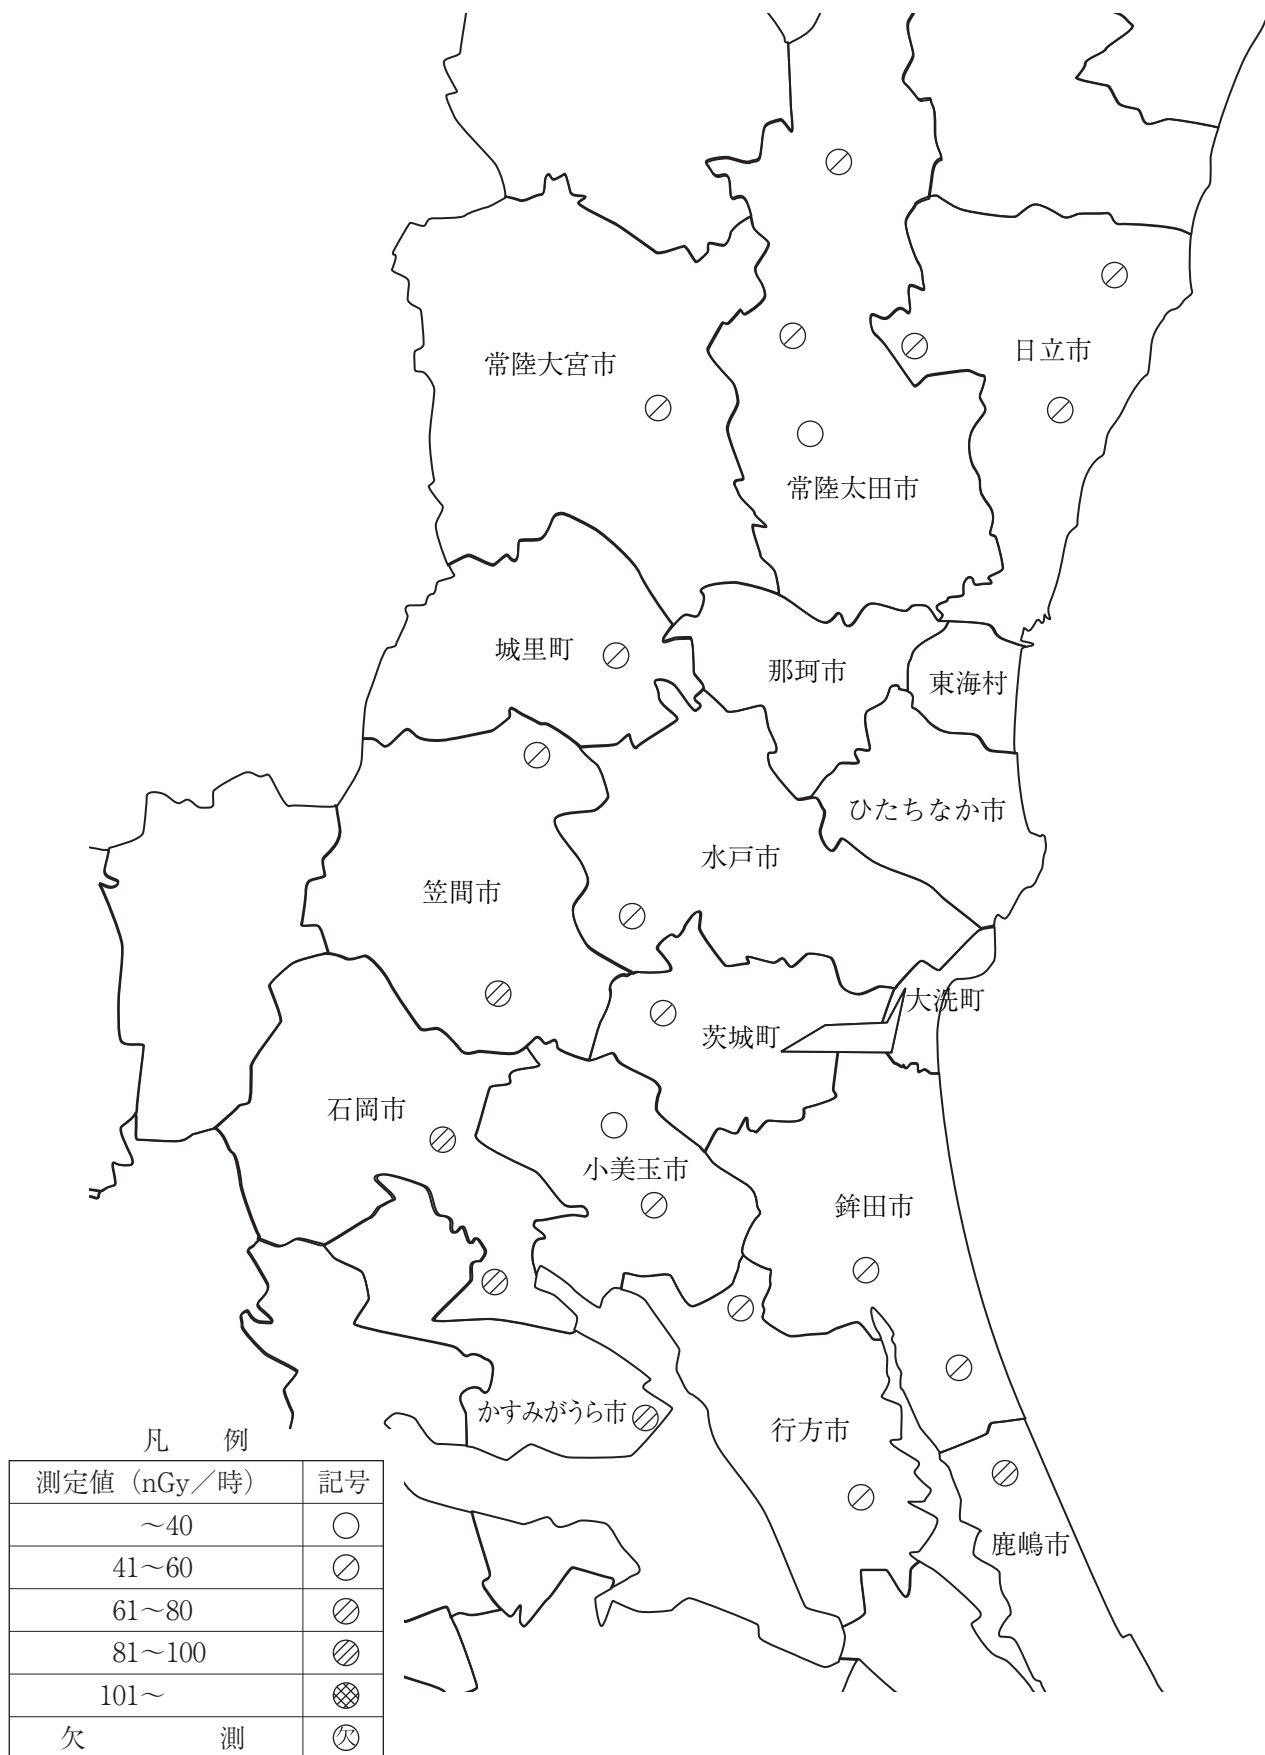 常陸大宮市
日立市
常陸太田市
城里町
那珂市
東海村
ひたちなか市
水戸市
笠間市
大洗町
茨城町
石岡市
小美玉市
鉾田市
かすみがうら市
行方市
鹿嶋市
凡 例
測定値（nGy／時） 記号
～40
41～60
61～80
81～100
101～
欠 測 欠